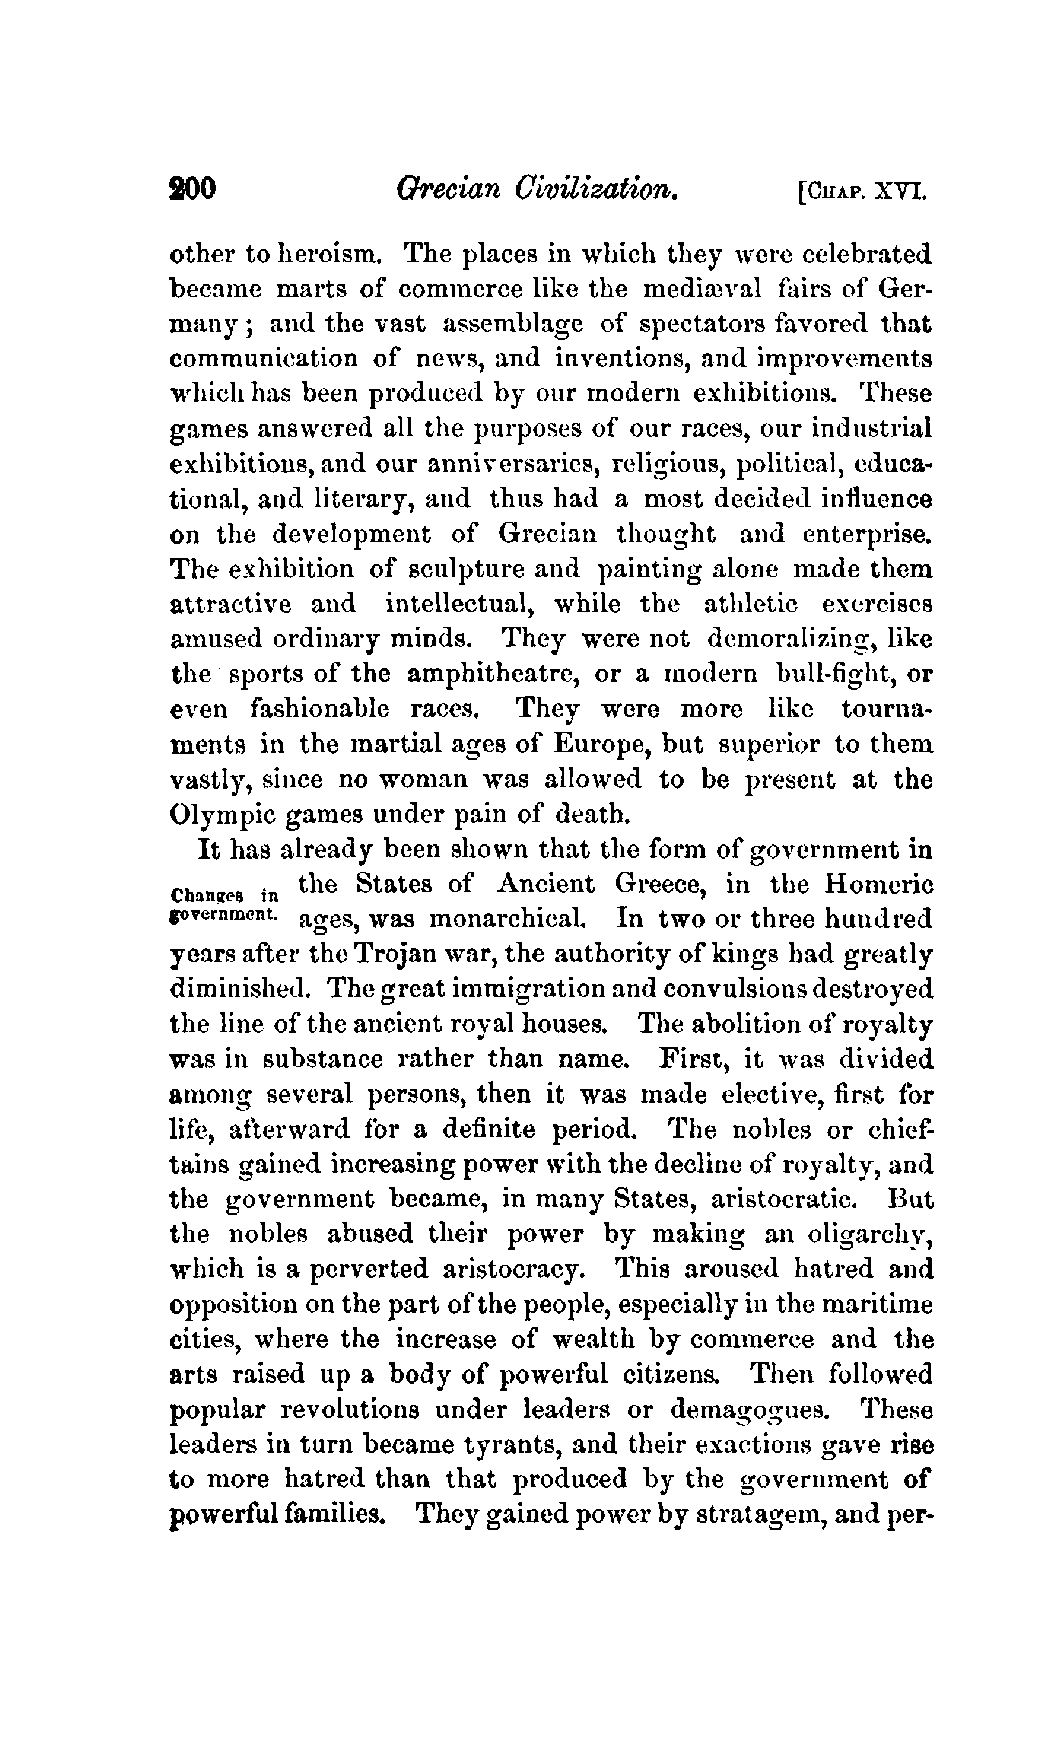 200 Grecian Civilization. [CHAP. XVI.
other to heroism. The places in which they were celebrated
became marts of commerce like the mediæval fairs of Ger-
many; and the vast assemblage of spectators favored that
communication of news, and inventions, and improvements
which has been produced by our modern exhibitions. These
games answered all the purposes of our races, our industrial
exhibitions, and our anniversaries, religious, political, educa-
tional, and literary, and thus had a most decided influence
on the development of Grecian thought and enterprise.
The exhibition of sculpture and painting alone made them
attractive and intellectual, while the athletic exercises
amused ordinary minds. They were not demoralizing, like
the sports of the amphitheatre, or a modern bull-fight, or
even fashionable races. They were more like tourna-
ments in the martial ages of Europe, but superior to them
vastly, since no woman was allowed to be present at the
Olympic games under pain of death.
It has already been shown that the form of government in
Changes in the States of Ancient Greece, in the Homeric
government. ages, was monarchical. In two or three hundred
years after the Trojan war, the authority of kings had greatly
diminished. The great immigration and convulsions destroyed
the line of the ancient royal houses. The abolition of royalty
was in substance rather than name. First, it was divided
among several persons, then it was made elective, first for
life, afterward for a definite period. The nobles or chief-
tains gained increasing power with the decline of royalty, and
the government became, in many States, aristocratic. But
the nobles abused their power by making an oligarchy,
which is a perverted aristocracy. This aroused hatred and
opposition on the part of the people, especially in the maritime
cities, where the increase of wealth by commerce and the
arts raised up a body of powerful citizens. Then followed
popular revolutions under leaders or demagogues. These
leaders in turn became tyrants, and their exactions gave rise
to more hatred than that produced by the government of
powerful families. They gained power by stratagem, and per-